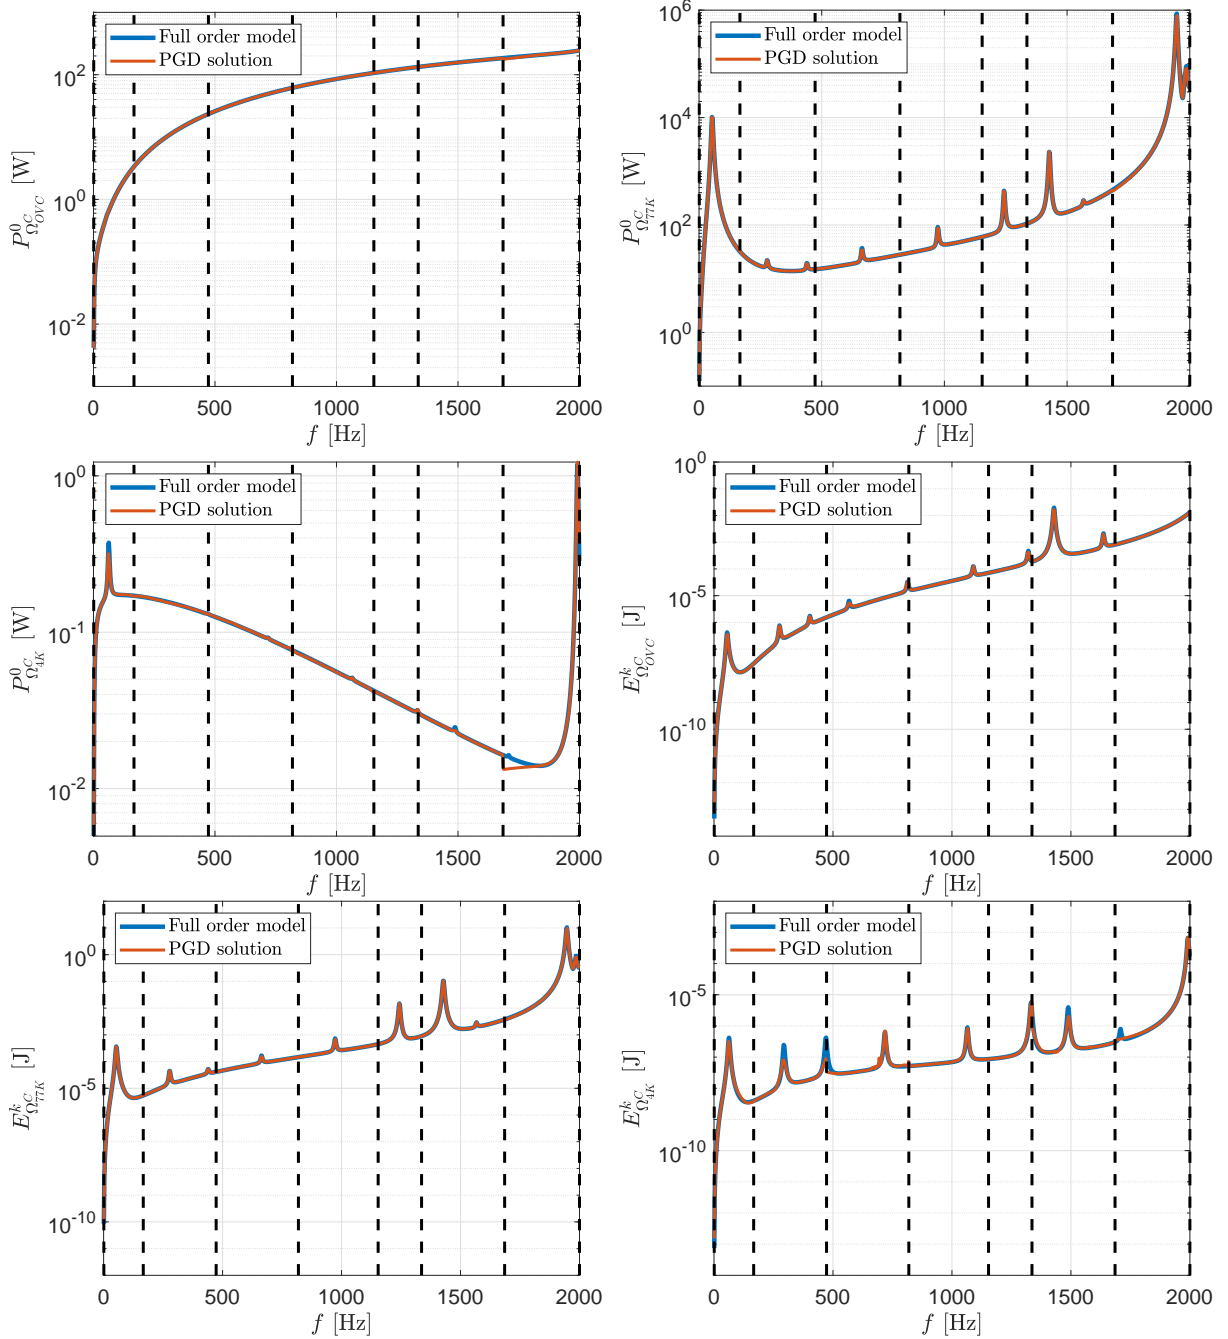 Full order model
PGD solution
10^2
10^0
10^-2
P^0_{Ω^C_{OVC}} [W]
0 500 1000 1500 2000
f [Hz]
Full order model
PGD solution
10^6
10^4
10^2
10^0
P^0_{Ω^C_{77K}} [W]
0 500 1000 1500 2000
f [Hz]
Full order model
PGD solution
10^0
10^-1
10^-2
P^0_{Ω^C_{4K}} [W]
0 500 1000 1500 2000
f [Hz]
Full order model
PGD solution
10^0
10^-5
10^-10
E^k_{Ω^C_{OVC}} [J]
0 500 1000 1500 2000
f [Hz]
Full order model
PGD solution
10^0
10^-5
10^-10
E^k_{Ω^C_{77K}} [J]
0 500 1000 1500 2000
f [Hz]
Full order model
PGD solution
10^-5
10^-10
E^k_{Ω^C_{4K}} [J]
0 500 1000 1500 2000
f [Hz]